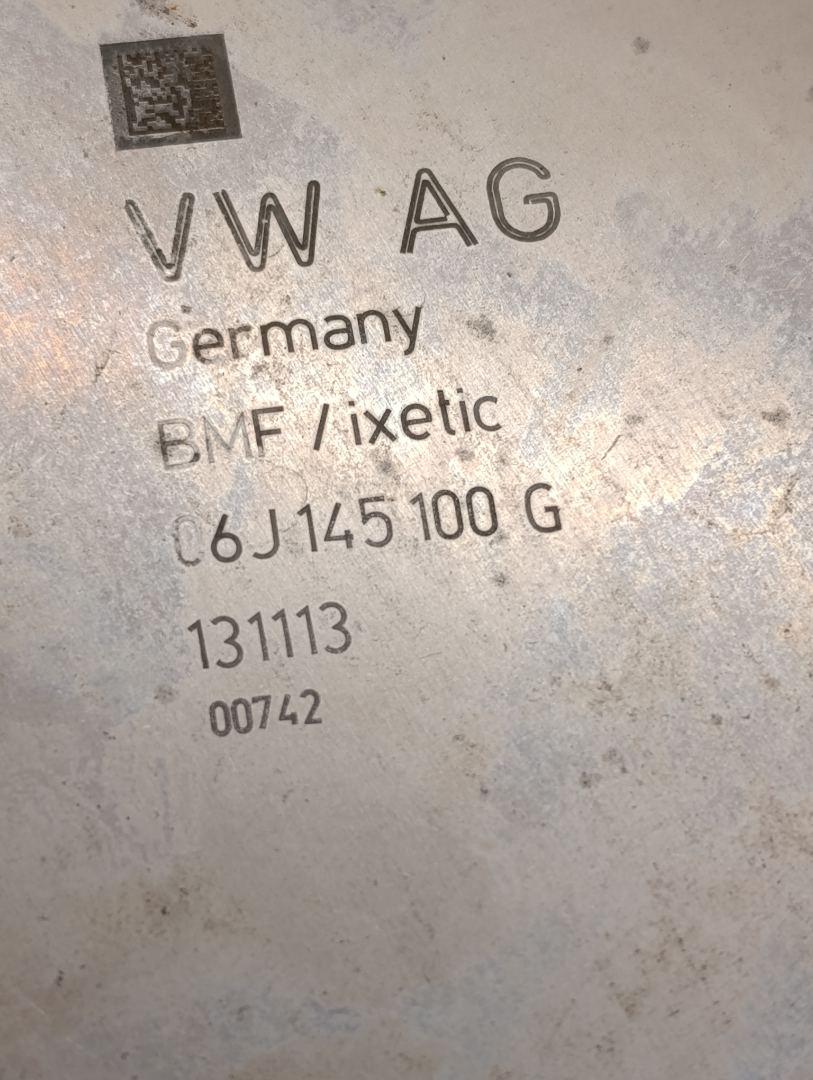 VW AG
Germany
BMF / ixetic
06J 145 100 G
131113
00742